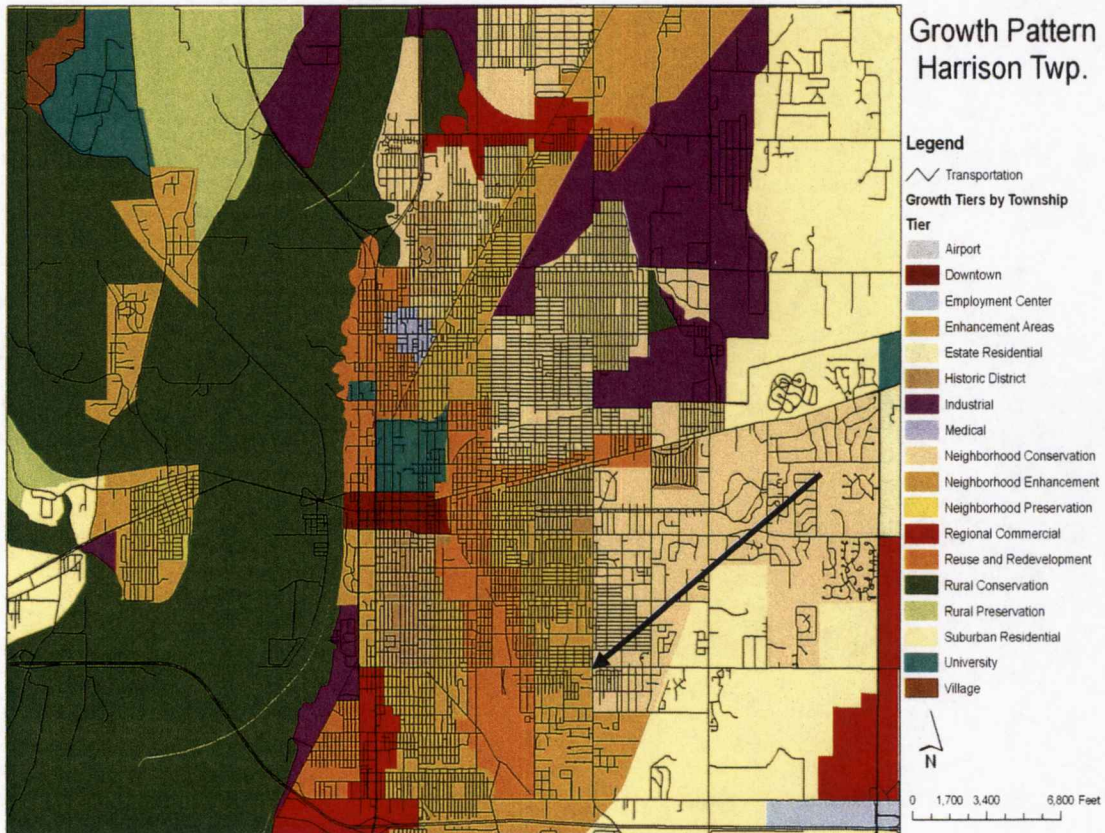 Growth Pattern
Harrison Twp.
Legend
Transportation
Growth Tiers by Township
Tier
Airport
Downtown
Employment Center
Enhancement Areas
Estate Residential
Historic District
Industrial
Medical
Neighborhood Conservation
Neighborhood Enhancement
Neighborhood Preservation
Regional Commercial
Reuse and Redevelopment
Rural Conservation
Rural Preservation
Suburban Residential
University
Village
N
0 1,700 3,400 6,800 Feet